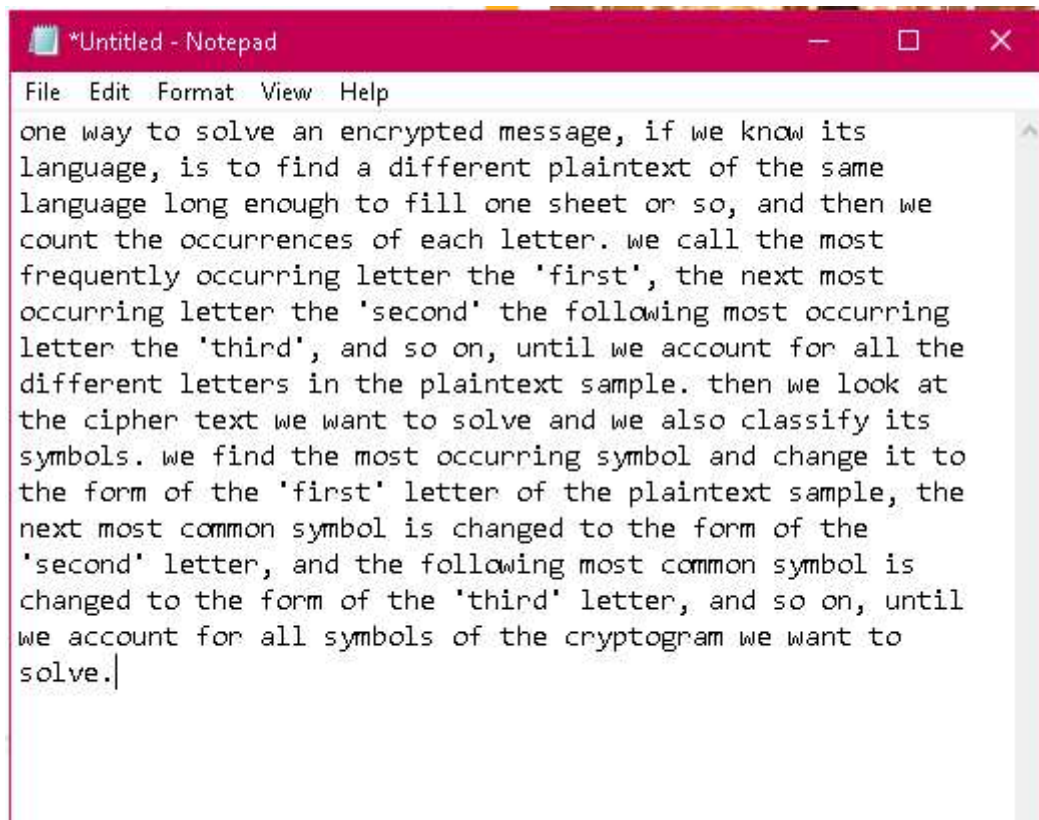 *Untitled - Notepad
File Edit Format View Help
one way to solve an encrypted message, if we know its
language, is to find a different plaintext of the same
language long enough to fill one sheet or so, and then we
count the occurrences of each letter. we call the most
frequently occurring letter the 'first', the next most
occurring letter the 'second' the following most occurring
letter the 'third', and so on, until we account for all the
different letters in the plaintext sample. then we look at
the cipher text we want to solve and we also classify its
symbols. we find the most occurring symbol and change it to
the form of the 'first' letter of the plaintext sample, the
next most common symbol is changed to the form of the
'second' letter, and the following most common symbol is
changed to the form of the 'third' letter, and so on, until
we account for all symbols of the cryptogram we want to
solve.